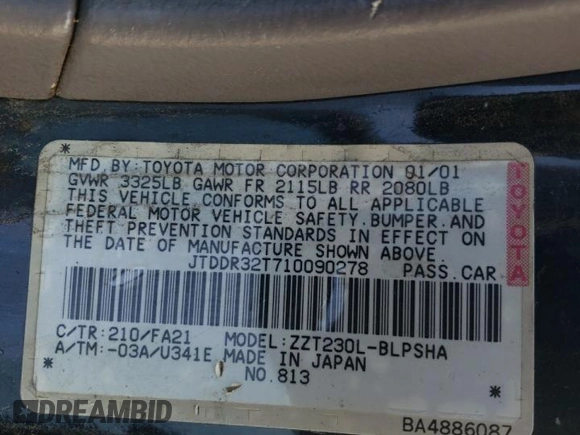 MFD.BY:TOYOTA MOTOR CORPORATION 01/01
GVWR 3325LB GAWR FR 2115LB RR 2080LB
THIS VEHICLE CONFORMS TO ALL APPLICABLE
FEDERAL MOTOR VEHICLE SAFETY,BUMPER,AND
THEFT PREVENTION STANDARDS IN EFFECT ON
THE DATE OF MANUFACTURE SHOWN ABOVE.
JTDDR32T710090278 PASS.CAR
TOYOTA
C/TR:210/FA21 MODEL:ZZT230L-BLPSHA
A/TM:-03A/U341E MADE IN JAPAN
NO.813
BA4886087
DREAMBID